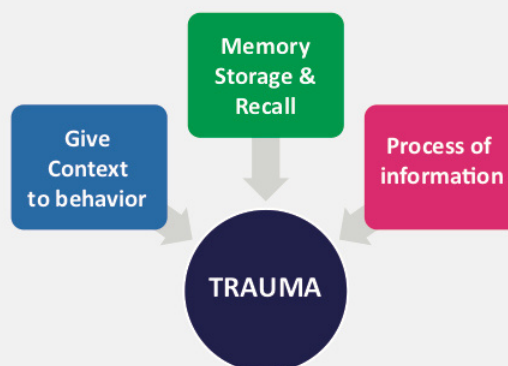 Memory
Storage &
Recall
Give
Context
to behavior
Process of
information
TRAUMA